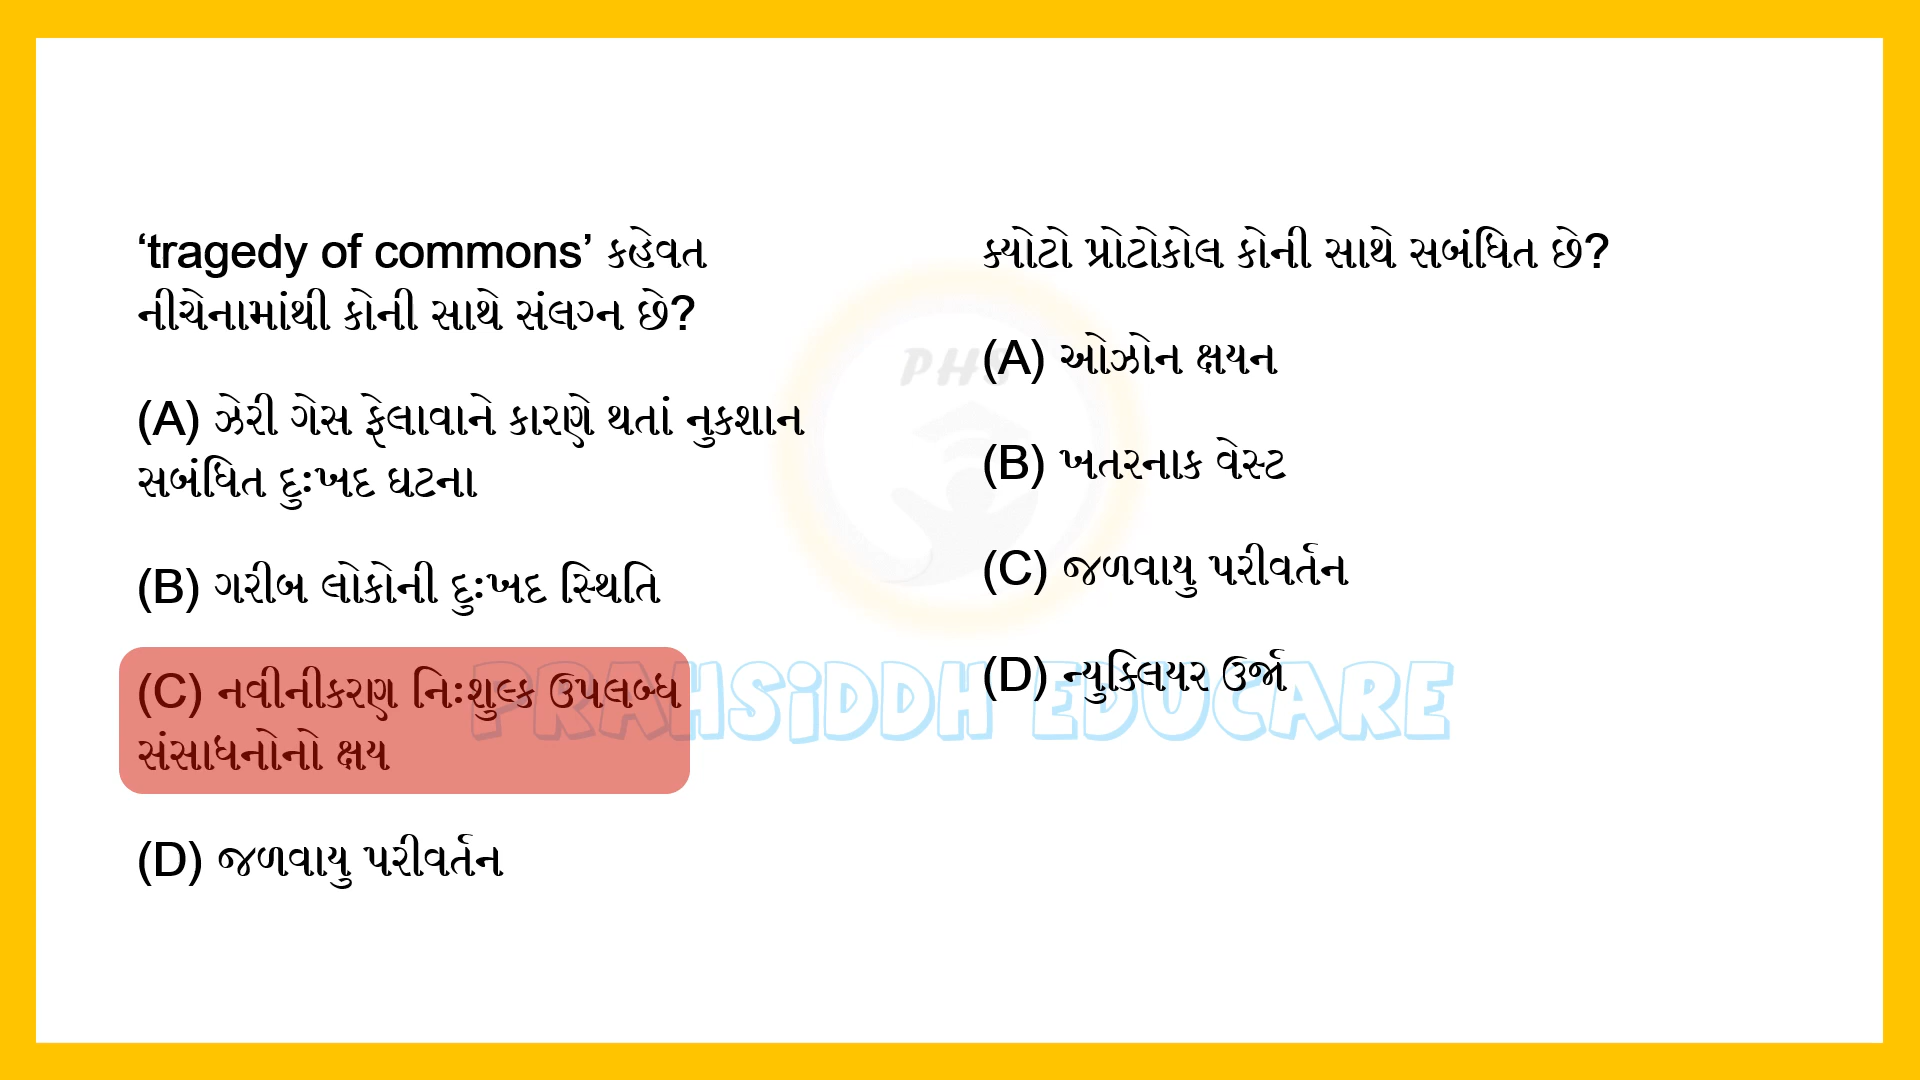 ‘tragedy of commons’ કહેવત
નીચેનામાંથી કોની સાથે સંલગ્ન છે?
(A) ઝેરી ગેસ ફેલાવાને કારણે થતાં નુકશાન
સબંધિત દુઃખદ ઘટના
(B) ગરીબ લોકોની દુઃખદ સ્થિતિ
(C) નવીનીકરણ નિઃશુલ્ક ઉપલબ્ધ
સંસાધનોનો ક્ષય
(D) જળવાયુ પરીવર્તન
ક્યોટો પ્રોટોકોલ કોની સાથે સબંધિત છે?
(A) ઓઝોન ક્ષયન
(B) ખતરનાક વેસ્ટ
(C) જળવાયુ પરીવર્તન
(D) ન્યુક્લિયર ઉર્જા
PRAHSiDDH EDUCARE